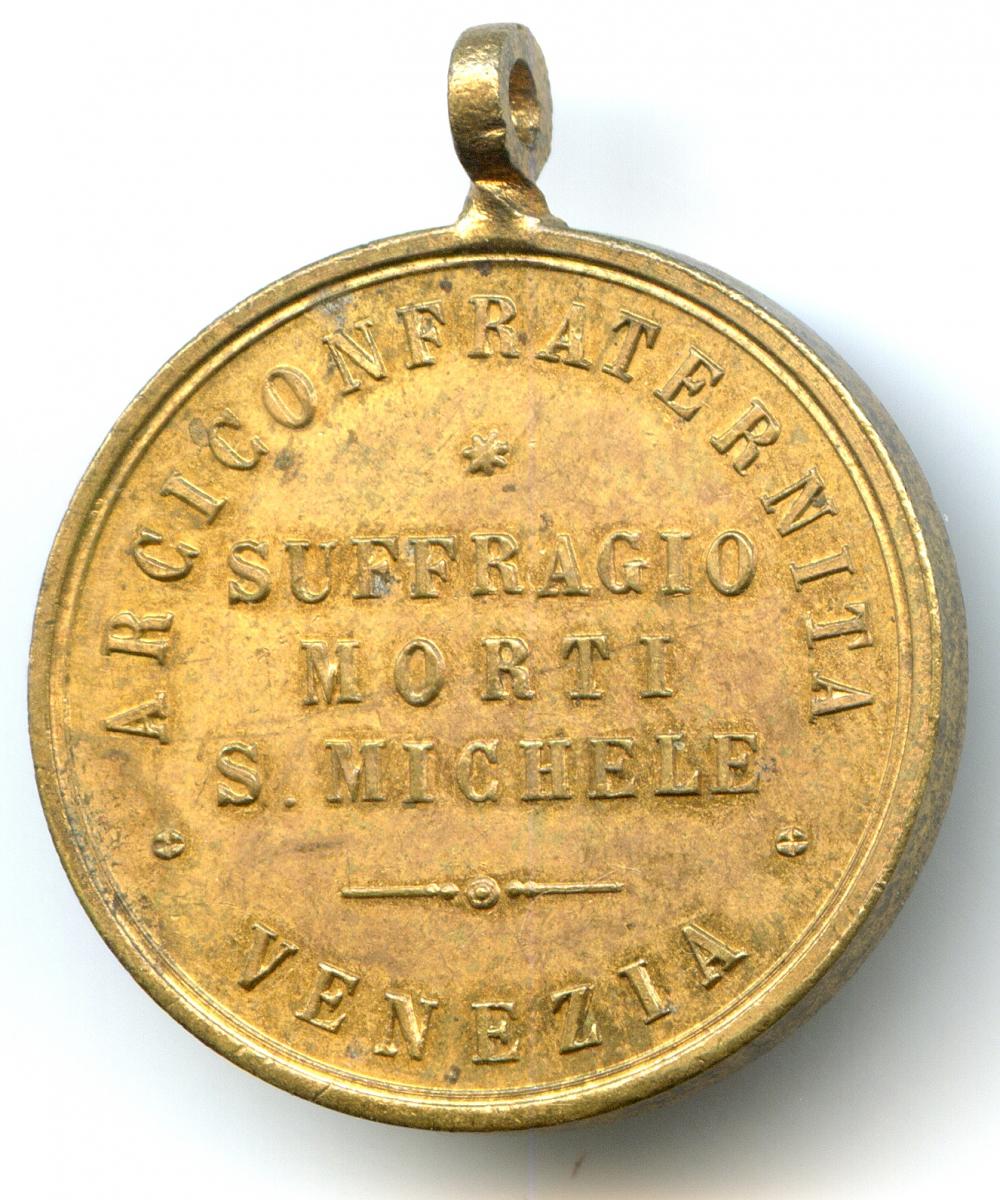 ARCICONFRATERNITA
SUFFRAGIO
MORTI
S. MICHELE
VENEZIA